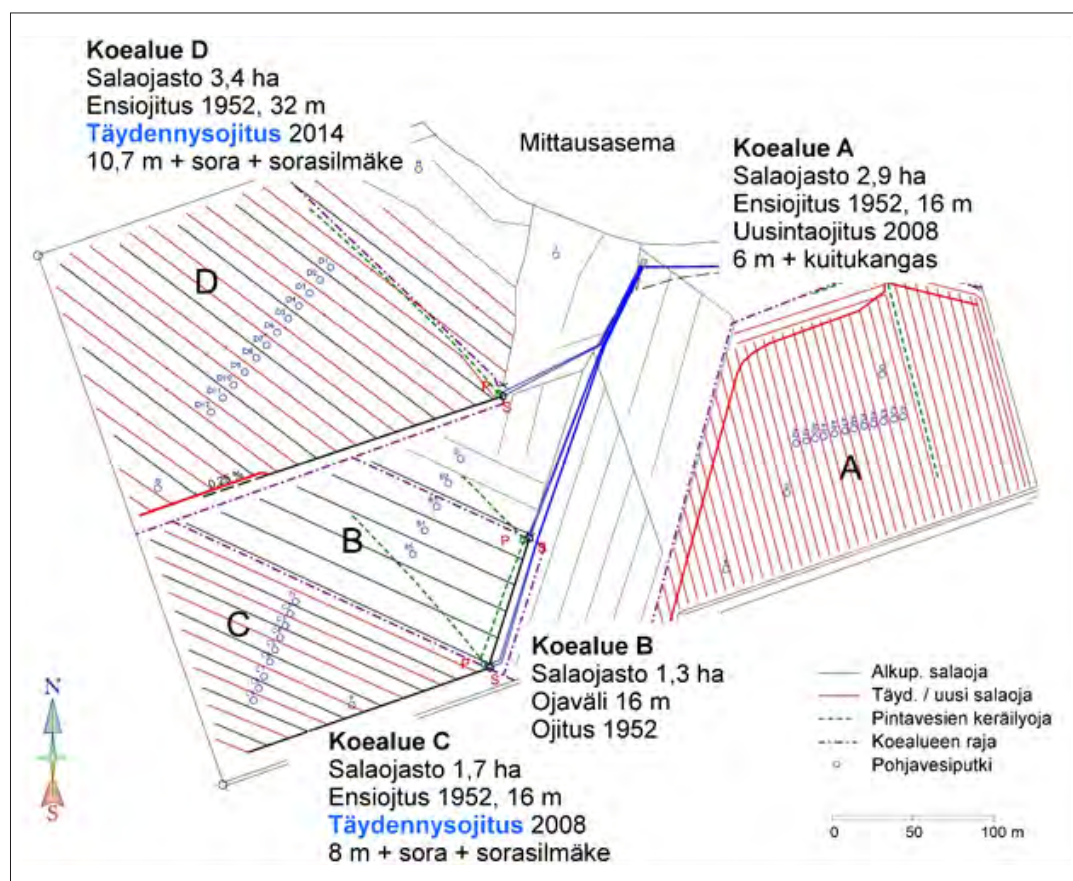 Koealue D
Salaojasto 3,4 ha
Ensiojitus 1952, 32 m
Täydennysojitus 2014
10,7 m + sora + sorasilmäke
Mittausasema
Koealue A
Salaojasto 2,9 ha
Ensiojitus 1952, 16 m
Uusintaojitus 2008
6 m + kuitukangas
D
P
S
A
B
P
C
P
S
Koealue B
Salaojasto 1,3 ha
Ojaväli 16 m
Ojitus 1952
Koealue C
Salaojasto 1,7 ha
Ensiojtus 1952, 16 m
Täydennysojitus 2008
8 m + sora + sorasilmäke
N
S
Alkup. salaoja
Täyd. / uusi salaoja
Pintavesien keräilyoja
Koealueen raja
Pohjavesiputki
0 50 100 m